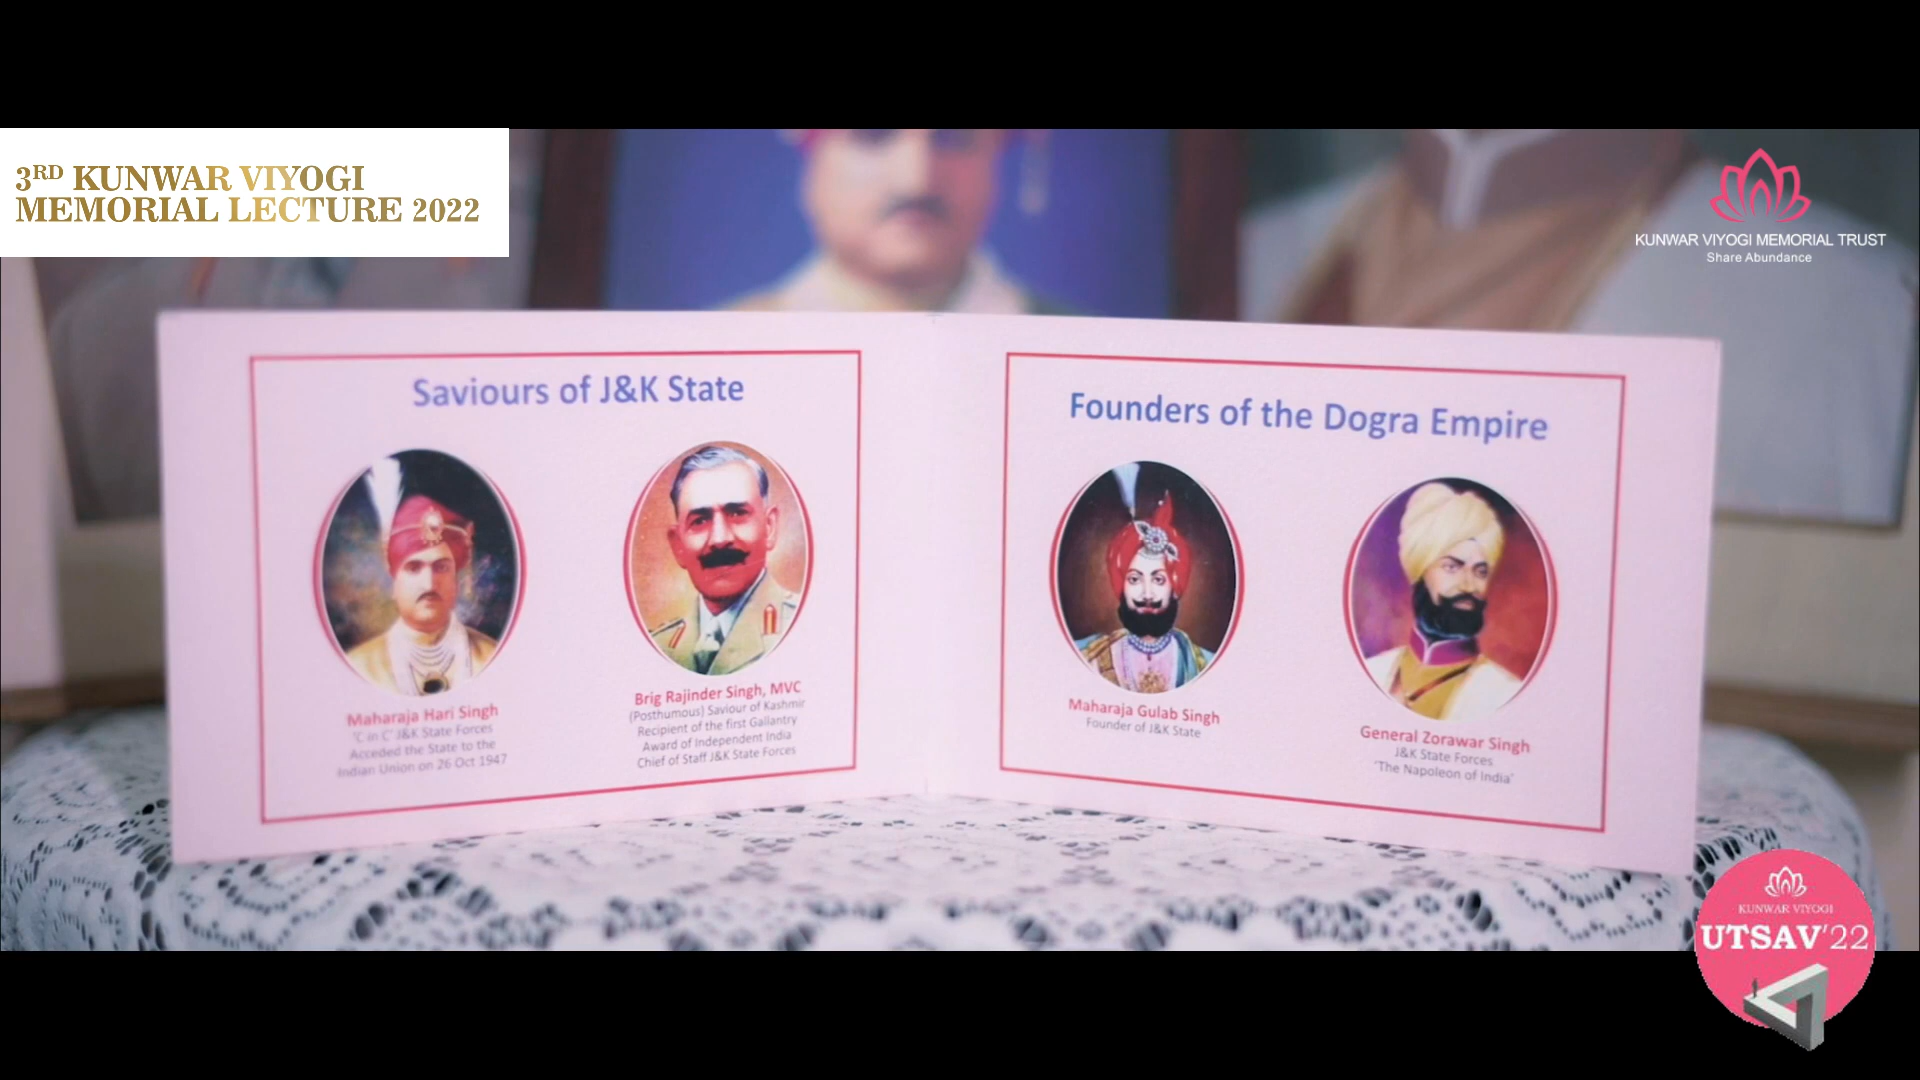 3RD KUNWAR VIYOGI
MEMORIAL LECTURE 2022
KUNWAR VIYOGI MEMORIAL TRUST
Share Abundance
Saviours of J&K State
Maharaja Hari Singh
'C in C' J&K State Forces
Acceded the State to the
Indian Union on 26 Oct 1947
Brig Rajinder Singh, MVC
(Posthumous) Saviour of Kashmir
Recipient of the first Gallantry
Award of Independent India
Chief of Staff J&K State Forces
Founders of the Dogra Empire
Maharaja Gulab Singh
Founder of J&K State
General Zorawar Singh
J&K State Forces
'The Napoleon of India'
KUNWAR VIYOGI
UTSAV'22